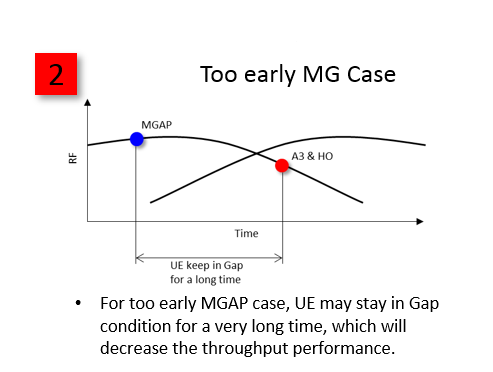 2
Too early MG Case
MGAP
RF
A3 & HO
Time
UE keep in Gap
for a long time
• For too early MGAP case, UE may stay in Gap
condition for a very long time, which will
decrease the throughput performance.